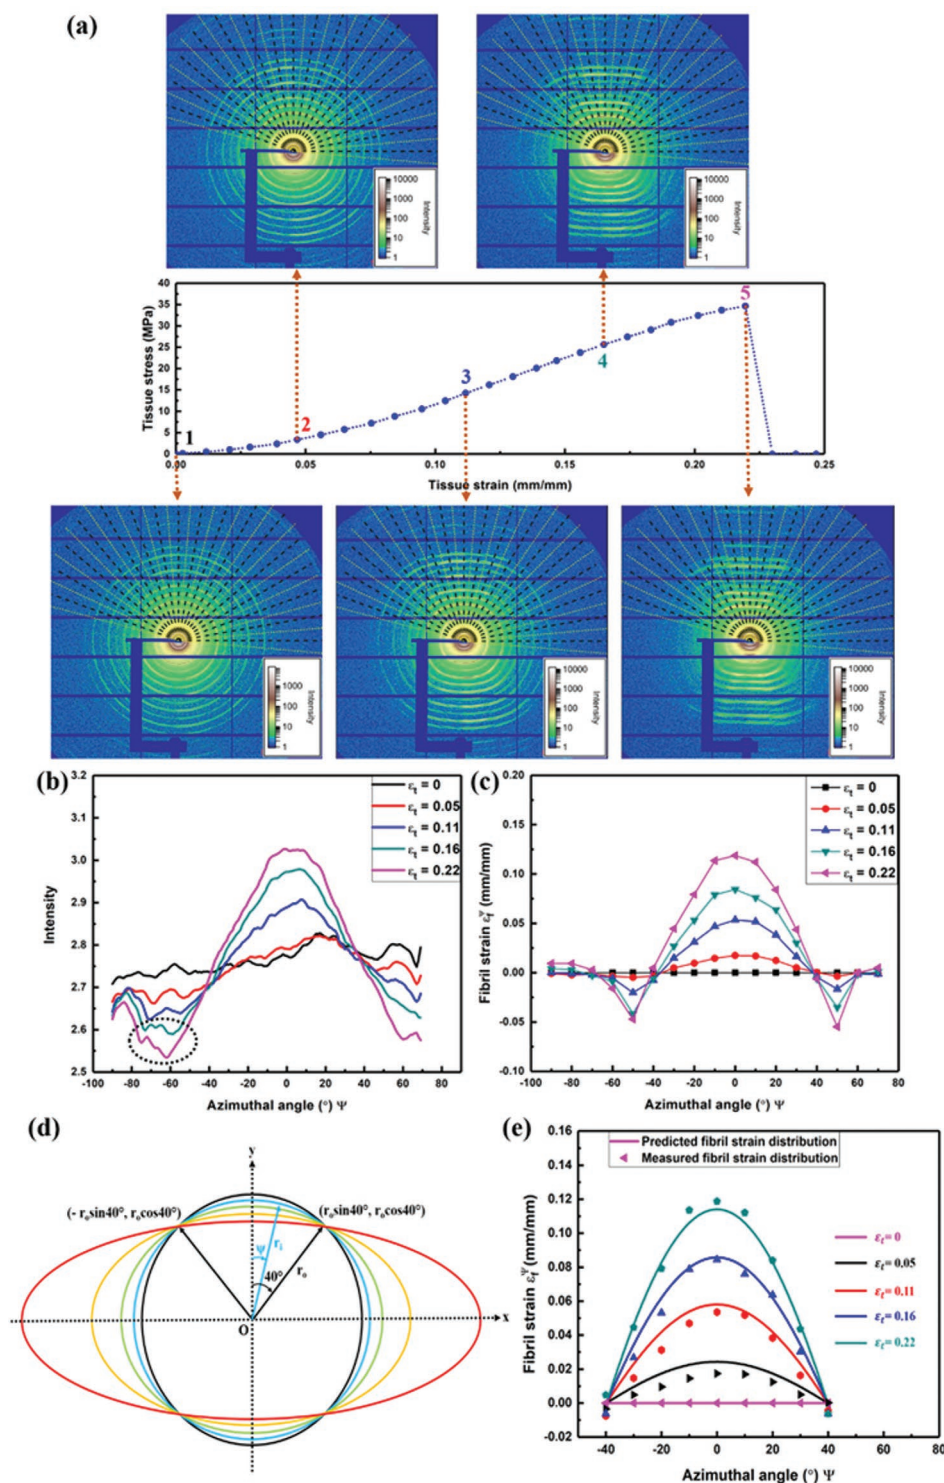 (a)
10000
1000
100
10
1
Intensity
10000
1000
100
10
1
Intensity
Tissue stress (MPa)
40
35
30
25
20
15
10
5
0
1
2
3
4
5
0.00
0.05
0.10
0.15
0.20
0.25
Tissue strain (mm/mm)
1000
100
10
1
Intensity
10000
1000
100
10
1
Intensity
10000
1000
100
10
1
Intensity
(b)
Intensity
3.2
3.1
3.0
2.9
2.8
2.7
2.6
2.5
εt = 0
εt = 0.05
εt = 0.11
εt = 0.16
εt = 0.22
-100 -80 -60 -40 -20 0 20 40 60 80
Azimuthal angle (°) Ψ
(c)
Fibril strain εfΨ (mm/mm)
0.20
0.15
0.10
0.05
0.00
-0.05
-0.10
εt = 0
εt = 0.05
εt = 0.11
εt = 0.16
εt = 0.22
-100 -80 -60 -40 -20 0 20 40 60 80
Azimuthal angle (°) Ψ
(d)
y
(- rosin40°, rocos40°)
(rosin40°, rocos40°)
Ψ
ri
ro
40°
O
x
(e)
Fibril strain εfΨ (mm/mm)
0.16
0.14
0.12
0.10
0.08
0.06
0.04
0.02
0.00
-0.02
Predicted fibril strain distribution
Measured fibril strain distribution
εt = 0
εt = 0.05
εt = 0.11
εt = 0.16
εt = 0.22
-40 -20 0 20 40 60 80
Azimuthal angle (°) Ψ